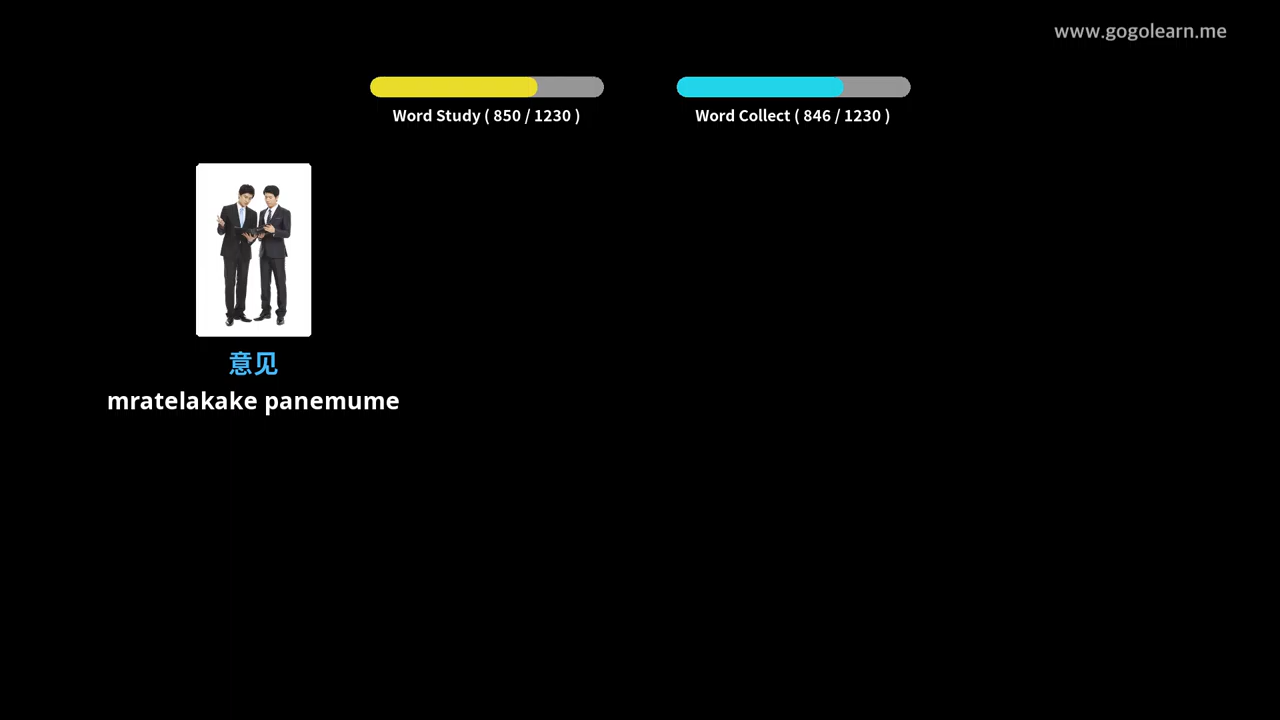 www.gogolearn.me
Word Study ( 850 / 1230 )
Word Collect ( 846 / 1230 )
意见
mratelakake panemume